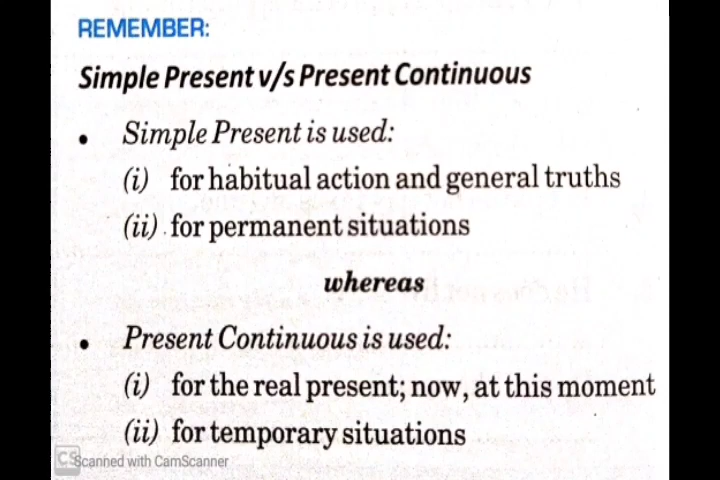 REMEMBER:
Simple Present v/s Present Continuous
• Simple Present is used:
(i) for habitual action and general truths
(ii) for permanent situations
whereas
• Present Continuous is used:
(i) for the real present; now, at this moment
(ii) for temporary situations
CS Scanned with CamScanner